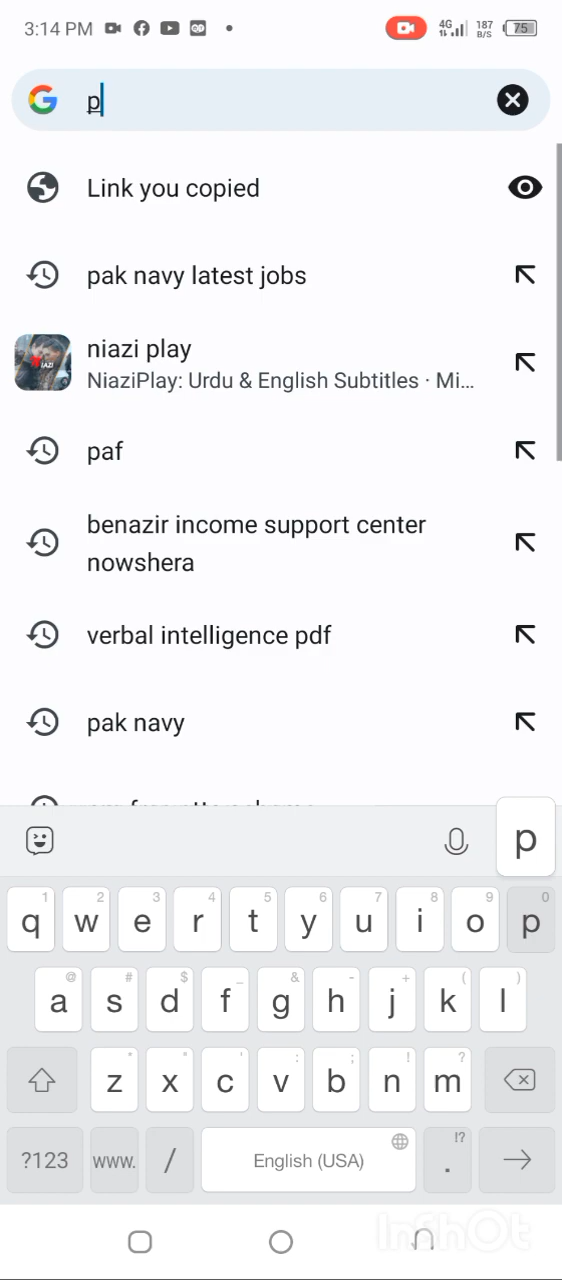 3:14 PM 4G 187 B/S 75
p
Link you copied
pak navy latest jobs
niazi play
NiaziPlay: Urdu & English Subtitles · Mi...
paf
benazir income support center
nowshera
verbal intelligence pdf
pak navy
p
1 2 3 4 5 6 7 8 9 0
q w e r t y u i o p
@ # $ _ & - + ( )
a s d f g h j k l
* " ' : ; ! ?
z x c v b n m
?123 www. / English (USA) . !?
InShOt